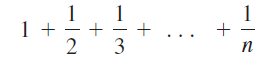 1 + 1/2 + 1/3 + . . . + 1/n